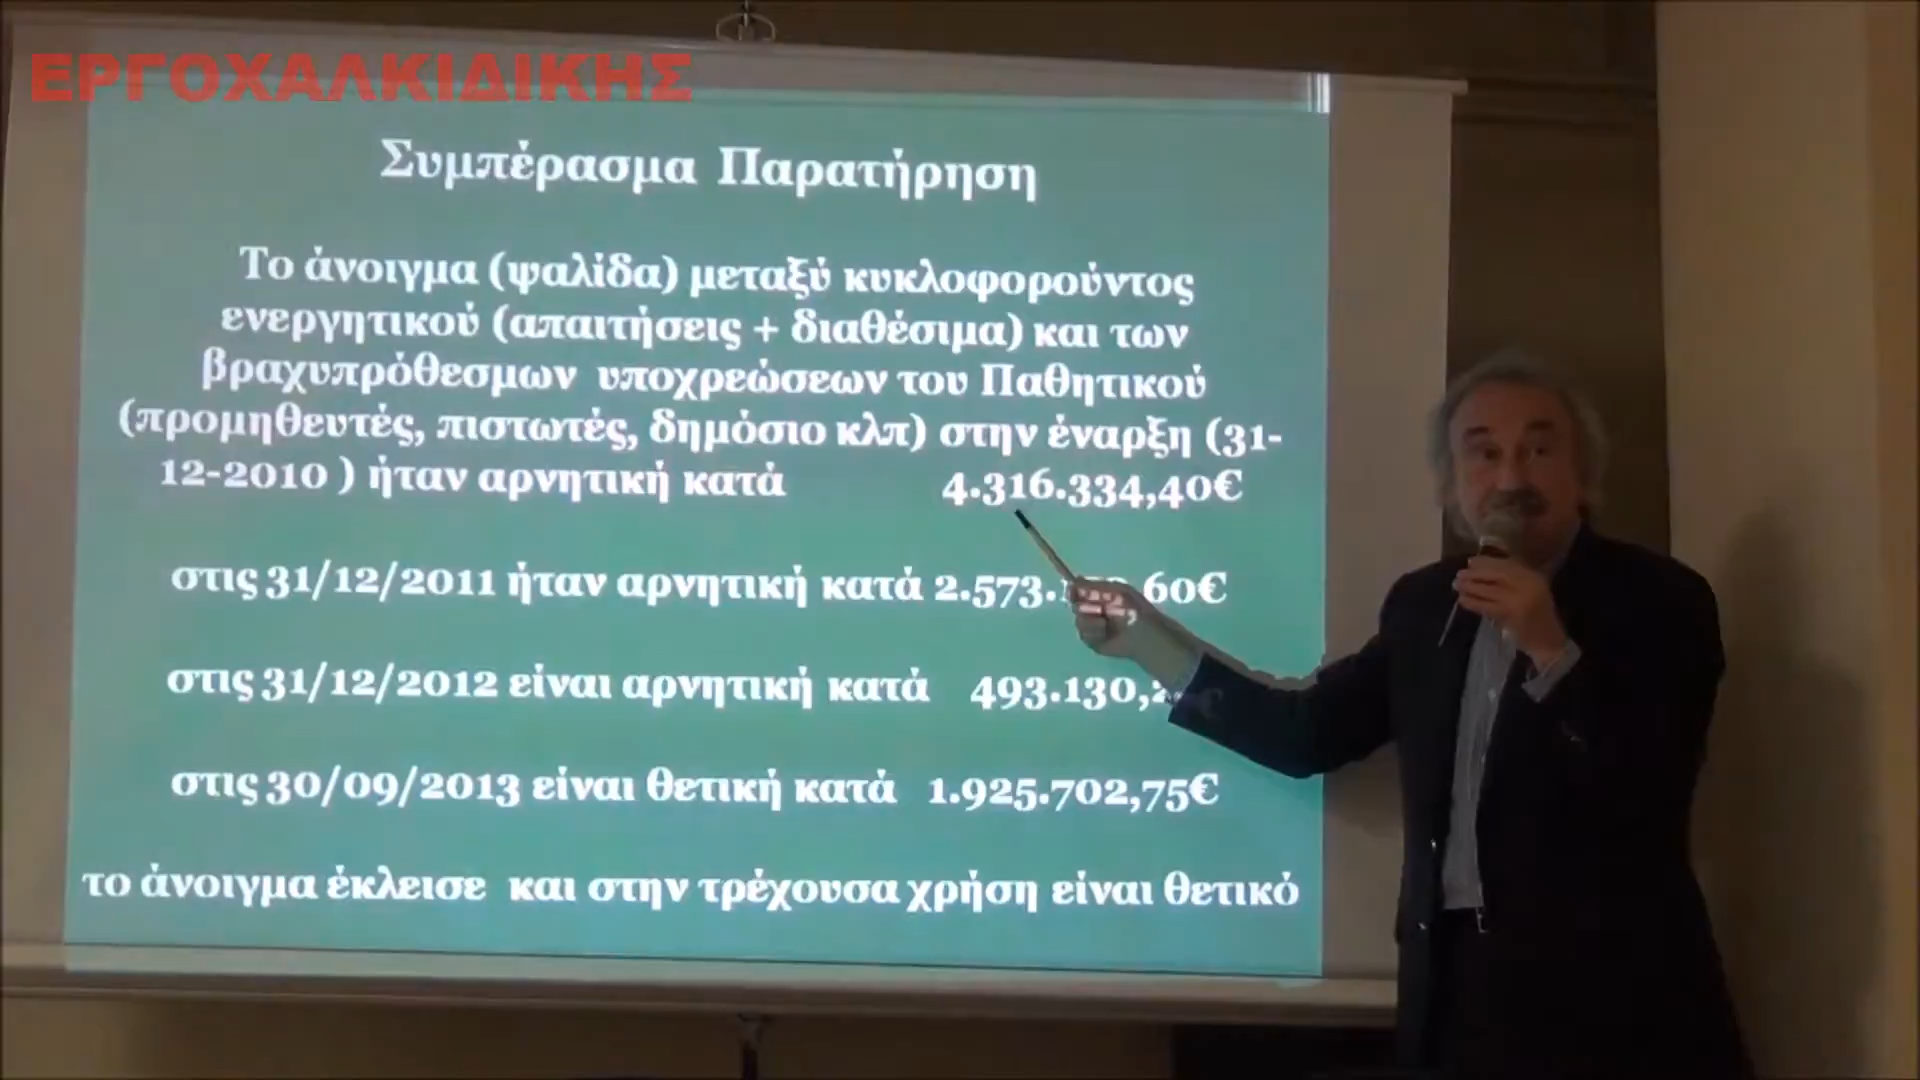 ΕΡΓΟΧΑΛΚΙΔΙΚΗΣ
Συμπέρασμα Παρατήρηση
Το άνοιγμα (ψαλίδα) μεταξύ κυκλοφορούντος
ενεργητικού (απαιτήσεις + διαθέσιμα) και των
βραχυπρόθεσμων υποχρεώσεων του Παθητικού
(προμηθευτές, πιστωτές, δημόσιο κλπ) στην έναρξη (31-
12-2010 ) ήταν αρνητική κατά 4.316.334,40€
στις 31/12/2011 ήταν αρνητική κατά
στις 31/12/2012 είναι αρνητική κατά
στις 30/09/2013 είναι θετική κατά 1.925.702,75€
το άνοιγμα έκλεισε και στην τρέχουσα χρήση είναι θετικό